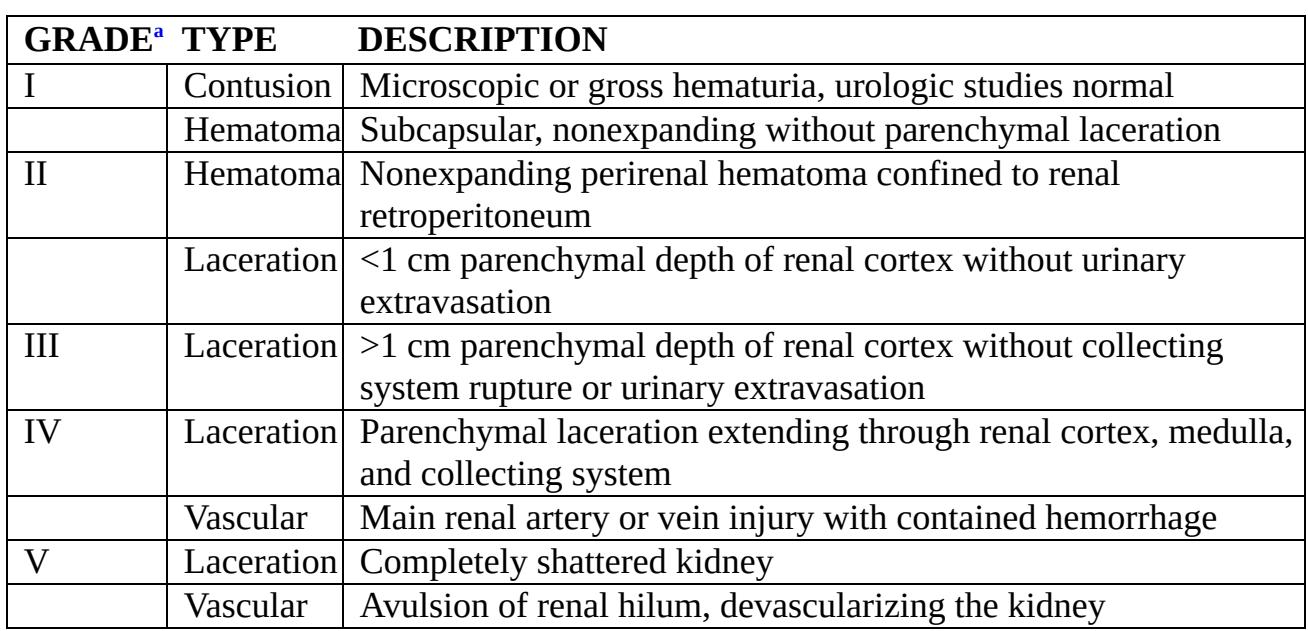 GRADEa TYPE DESCRIPTION
I Contusion Microscopic or gross hematuria, urologic studies normal
Hematoma Subcapsular, nonexpanding without parenchymal laceration
II Hematoma Nonexpanding perirenal hematoma confined to renal
retroperitoneum
Laceration <1 cm parenchymal depth of renal cortex without urinary
extravasation
III Laceration >1 cm parenchymal depth of renal cortex without collecting
system rupture or urinary extravasation
IV Laceration Parenchymal laceration extending through renal cortex, medulla,
and collecting system
Vascular Main renal artery or vein injury with contained hemorrhage
V Laceration Completely shattered kidney
Vascular Avulsion of renal hilum, devascularizing the kidney